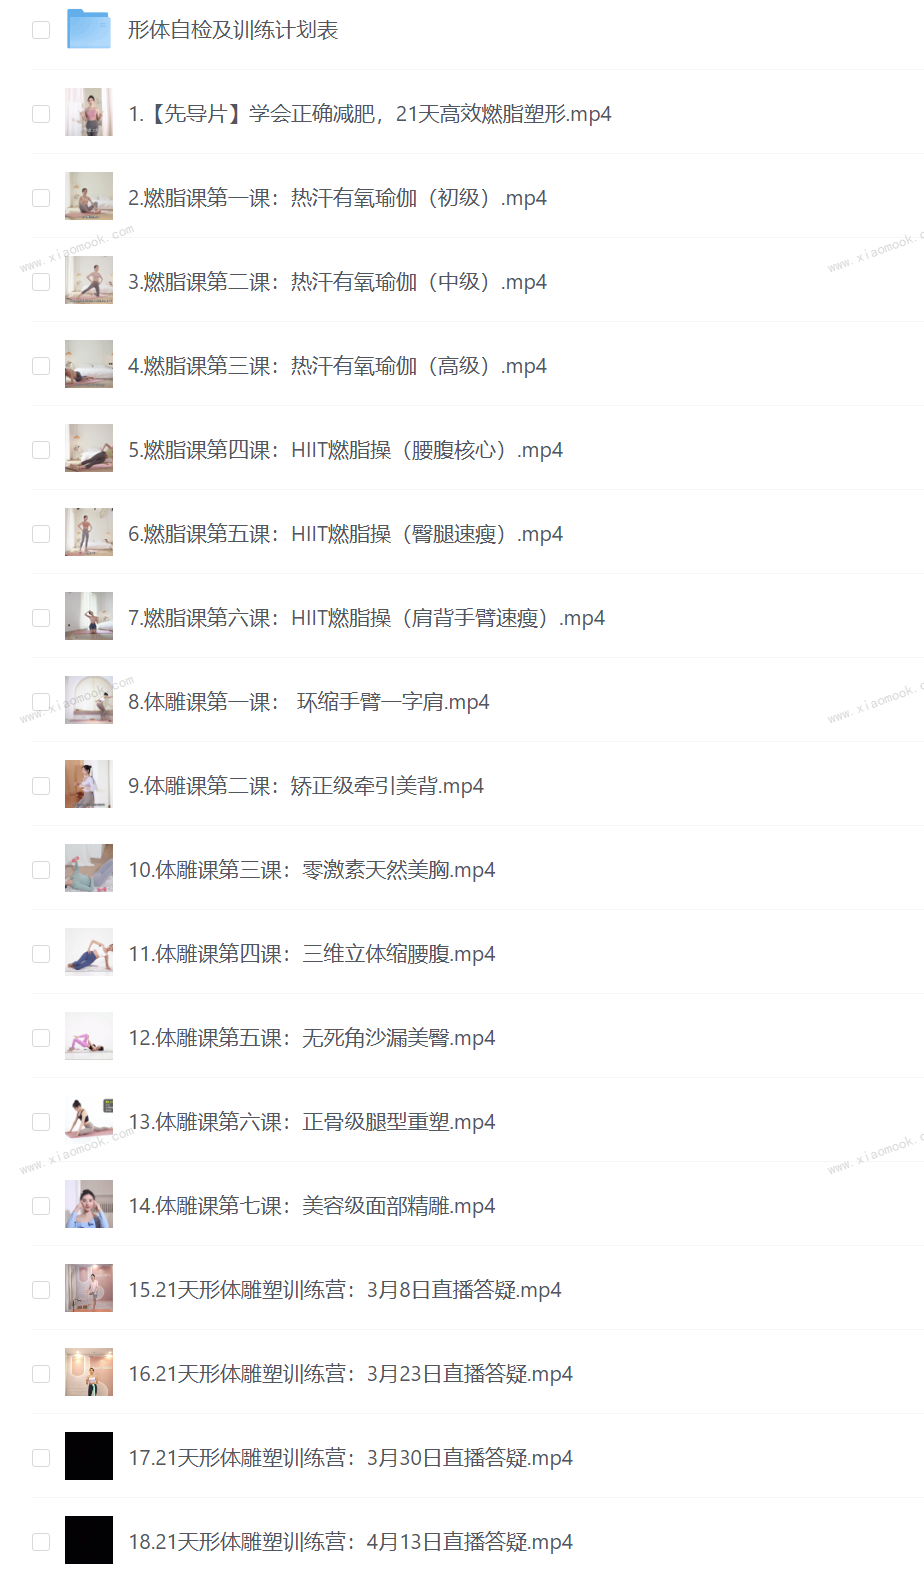 形体自检及训练计划表
1.【先导片】学会正确减肥，21天高效燃脂塑形.mp4
2.燃脂课第一课：热汗有氧瑜伽（初级）.mp4
www.xiaomook.com
3.燃脂课第二课：热汗有氧瑜伽（中级）.mp4
4.燃脂课第三课：热汗有氧瑜伽（高级）.mp4
5.燃脂课第四课：HIIT燃脂操（腰腹核心）.mp4
6.燃脂课第五课：HIIT燃脂操（臀腿速瘦）.mp4
7.燃脂课第六课：HIIT燃脂操（肩背手臂速瘦）.mp4
8.体雕课第一课： 环缩手臂一字肩.mp4
www.xiaomook.com
9.体雕课第二课：矫正级牵引美背.mp4
10.体雕课第三课：零激素天然美胸.mp4
11.体雕课第四课：三维立体缩腰腹.mp4
12.体雕课第五课：无死角沙漏美臀.mp4
13.体雕课第六课：正骨级腿型重塑.mp4
www.xiaomook.com
14.体雕课第七课：美容级面部精雕.mp4
15.21天形体雕塑训练营：3月8日直播答疑.mp4
16.21天形体雕塑训练营：3月23日直播答疑.mp4
17.21天形体雕塑训练营：3月30日直播答疑.mp4
18.21天形体雕塑训练营：4月13日直播答疑.mp4